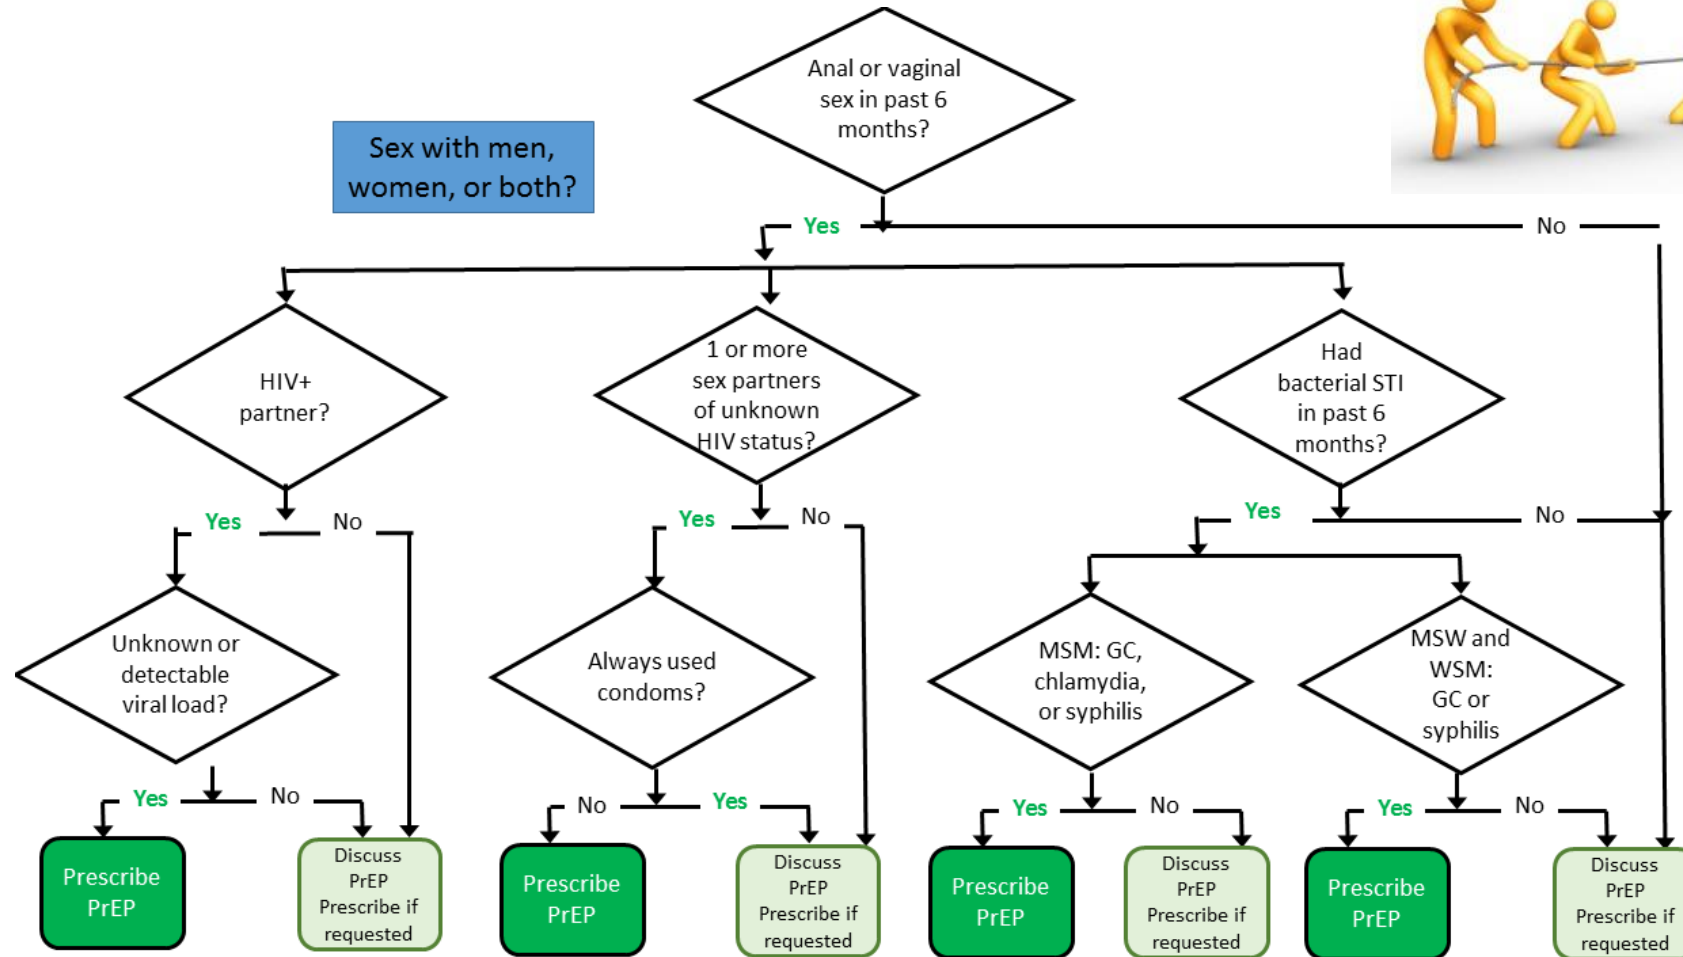 Anal or vaginal
sex in past 6
months?
Sex with men,
women, or both?
Yes
No
HIV+
partner?
1 or more
sex partners
of unknown
HIV status?
Had
bacterial STI
in past 6
months?
Yes
No
Yes
No
Yes
No
Unknown or
detectable
viral load?
Always used
condoms?
MSM: GC,
chlamydia,
or syphilis
MSW and
WSM:
GC or
syphilis
Yes
No
No
Yes
Yes
No
Yes
No
Prescribe
PrEP
Discuss
PrEP
Prescribe if
requested
Prescribe
PrEP
Discuss
PrEP
Prescribe if
requested
Prescribe
PrEP
Discuss
PrEP
Prescribe if
requested
Prescribe
PrEP
Discuss
PrEP
Prescribe if
requested